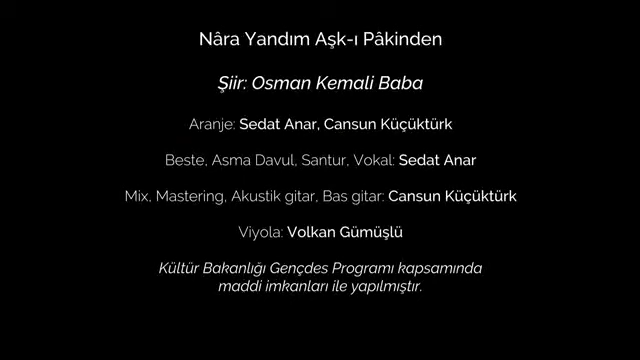 Nâra Yandım Aşk-ı Pâkinden
Şiir: Osman Kemali Baba
Aranje: Sedat Anar, Cansun Küçüktürk
Beste, Asma Davul, Santur, Vokal: Sedat Anar
Mix, Mastering, Akustik gitar, Bas gitar: Cansun Küçüktürk
Viyola: Volkan Gümüşlü
Kültür Bakanlığı Gençdes Programı kapsamında
maddi imkanları ile yapılmıştır.